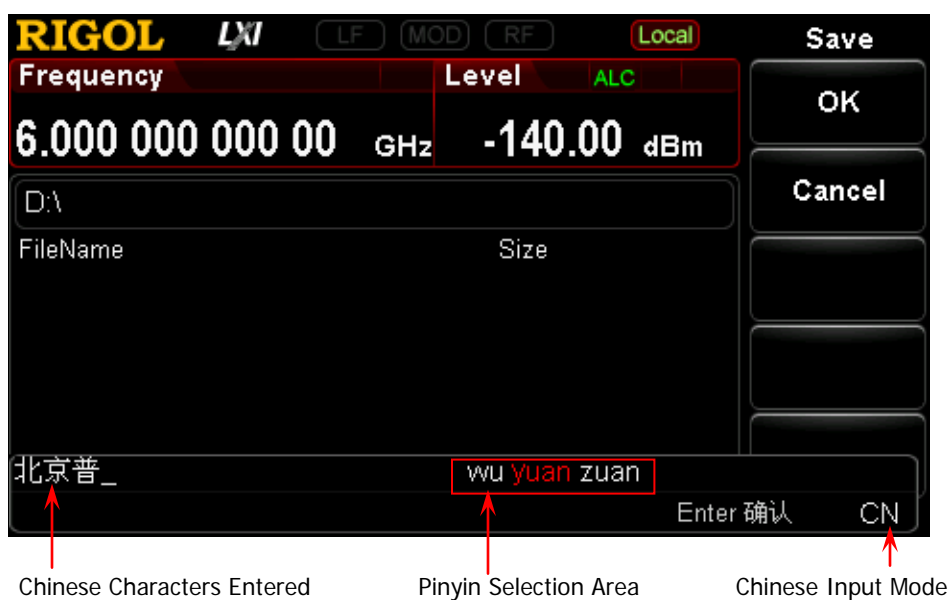 RIGOL LXI LF MOD RF Local Save
Frequency Level ALC
OK
6.000 000 000 00 GHz -140.00 dBm
Cancel
D:\
FileName Size
北京普_ wu yuan zuan
Enter 确认 CN
Chinese Characters Entered Pinyin Selection Area Chinese Input Mode